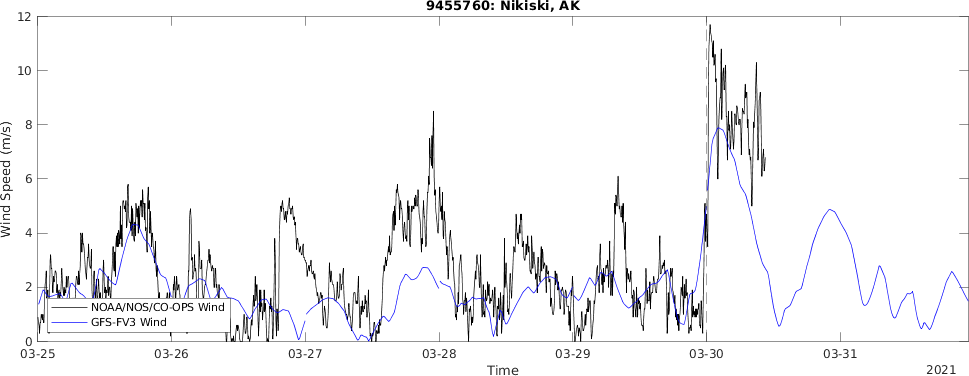 9455760: Nikiski, AK
Wind Speed (m/s)
12
10
8
6
4
2
0
NOAA/NOS/CO-OPS Wind
GFS-FV3 Wind
03-25 03-26 03-27 03-28 03-29 03-30 03-31
Time
2021